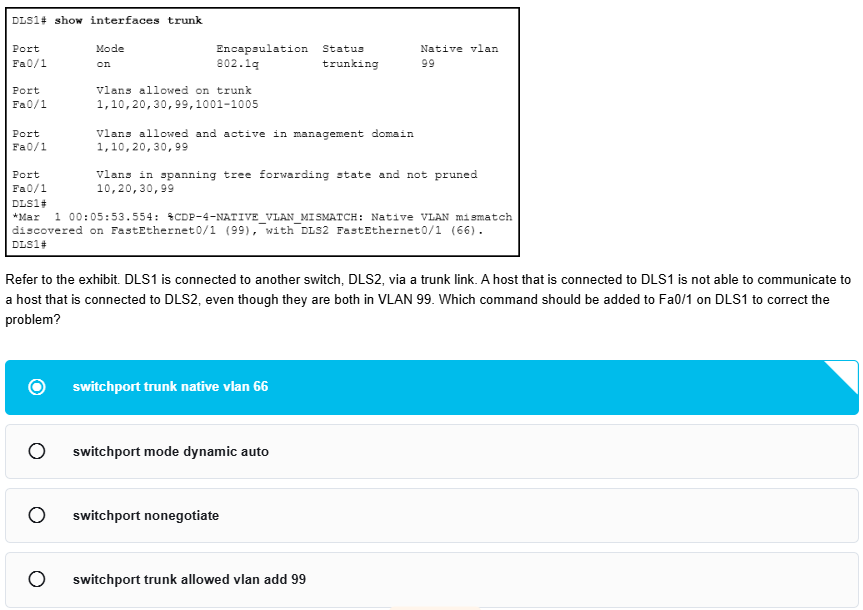 DLS1# show interfaces trunk
Port Mode Encapsulation Status Native vlan
Fa0/1 on 802.1q trunking 99
Port Vlans allowed on trunk
Fa0/1 1,10,20,30,99,1001-1005
Port Vlans allowed and active in management domain
Fa0/1 1,10,20,30,99
Port Vlans in spanning tree forwarding state and not pruned
Fa0/1 10,20,30,99
DLS1#
*Mar 1 00:05:53.554: %CDP-4-NATIVE_VLAN_MISMATCH: Native VLAN mismatch
discovered on FastEthernet0/1 (99), with DLS2 FastEthernet0/1 (66).
DLS1#
Refer to the exhibit. DLS1 is connected to another switch, DLS2, via a trunk link. A host that is connected to DLS1 is not able to communicate to
a host that is connected to DLS2, even though they are both in VLAN 99. Which command should be added to Fa0/1 on DLS1 to correct the
problem?
switchport trunk native vlan 66
switchport mode dynamic auto
switchport nonegotiate
switchport trunk allowed vlan add 99